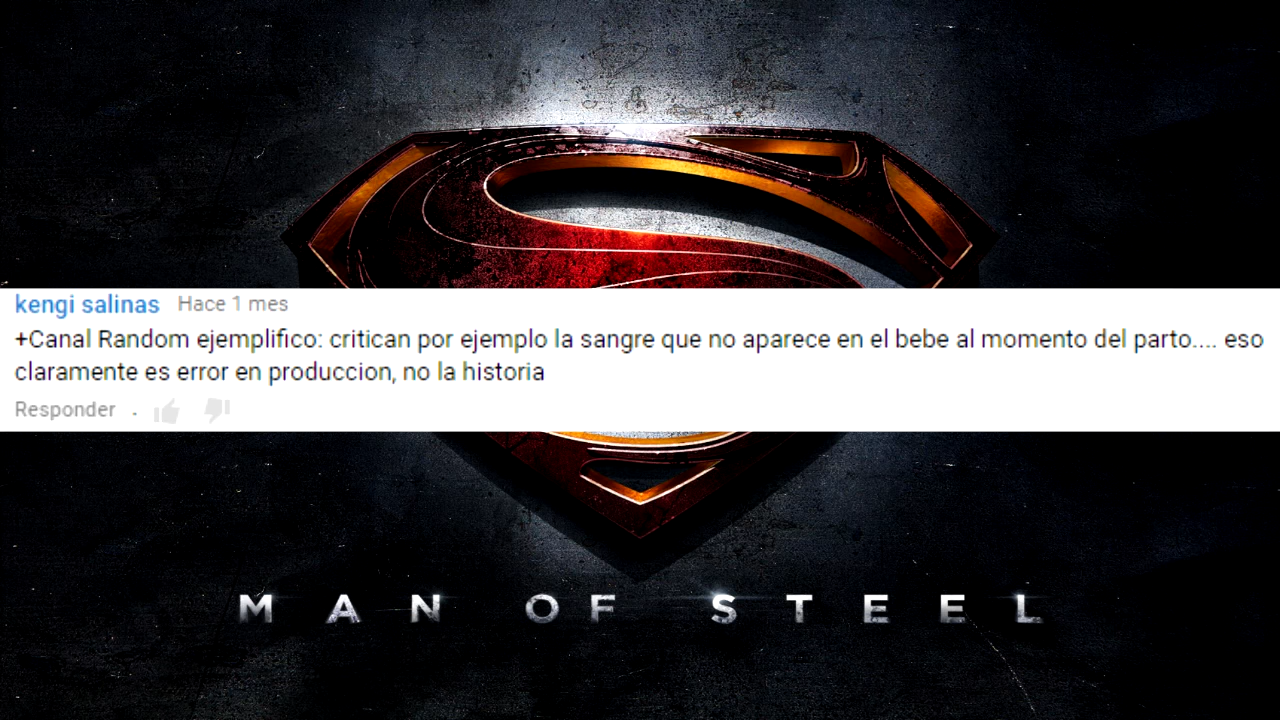 kengi salinas Hace 1 mes
+Canal Random ejemplifico: critican por ejemplo la sangre que no aparece en el bebe al momento del parto.... eso
claramente es error en produccion, no la historia
Responder .
MAN OF STEEL